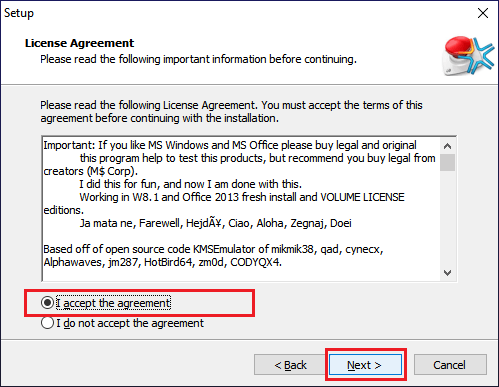 Setup
License Agreement
Please read the following important information before continuing.
Please read the following License Agreement. You must accept the terms of this
agreement before continuing with the installation.
Important: If you like MS Windows and MS Office please buy legal and original
this program help to test this products, but recommend you buy legal from
creators (M$ Corp).
I did this for fun, and now I am done with this.
Working in W8.1 and Office 2013 fresh install and VOLUME LICENSE
editions.
Ja mata ne, Farewell, HejdÃ¥, Ciao, Aloha, Zegnaj, Doei
Based off of open source code KMSEmulator of mikmik38, qad, cynecx,
Alphawaves, jm287, HotBird64, zm0d, CODYQX4.
I accept the agreement
I do not accept the agreement
< Back Next > Cancel